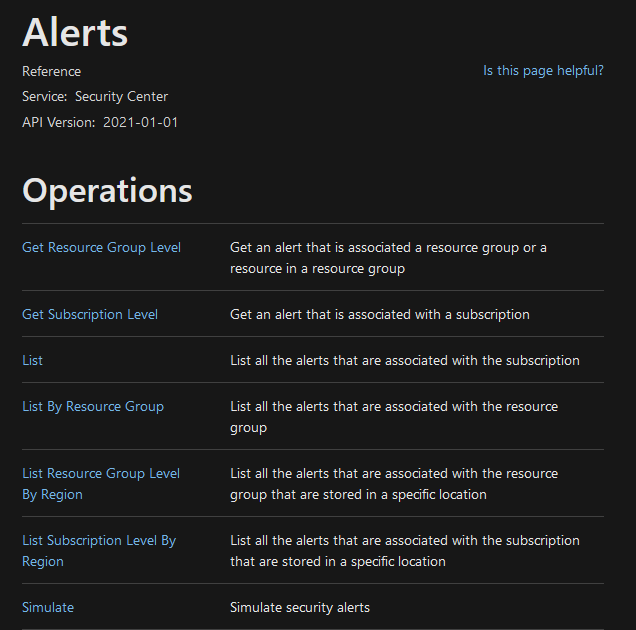 Alerts
Reference
Is this page helpful?
Service: Security Center
API Version: 2021-01-01
Operations
Get Resource Group Level
Get an alert that is associated a resource group or a
resource in a resource group
Get Subscription Level
Get an alert that is associated with a subscription
List
List all the alerts that are associated with the subscription
List By Resource Group
List all the alerts that are associated with the resource
group
List Resource Group Level
By Region
List all the alerts that are associated with the resource
group that are stored in a specific location
List Subscription Level By
Region
List all the alerts that are associated with the subscription
that are stored in a specific location
Simulate
Simulate security alerts